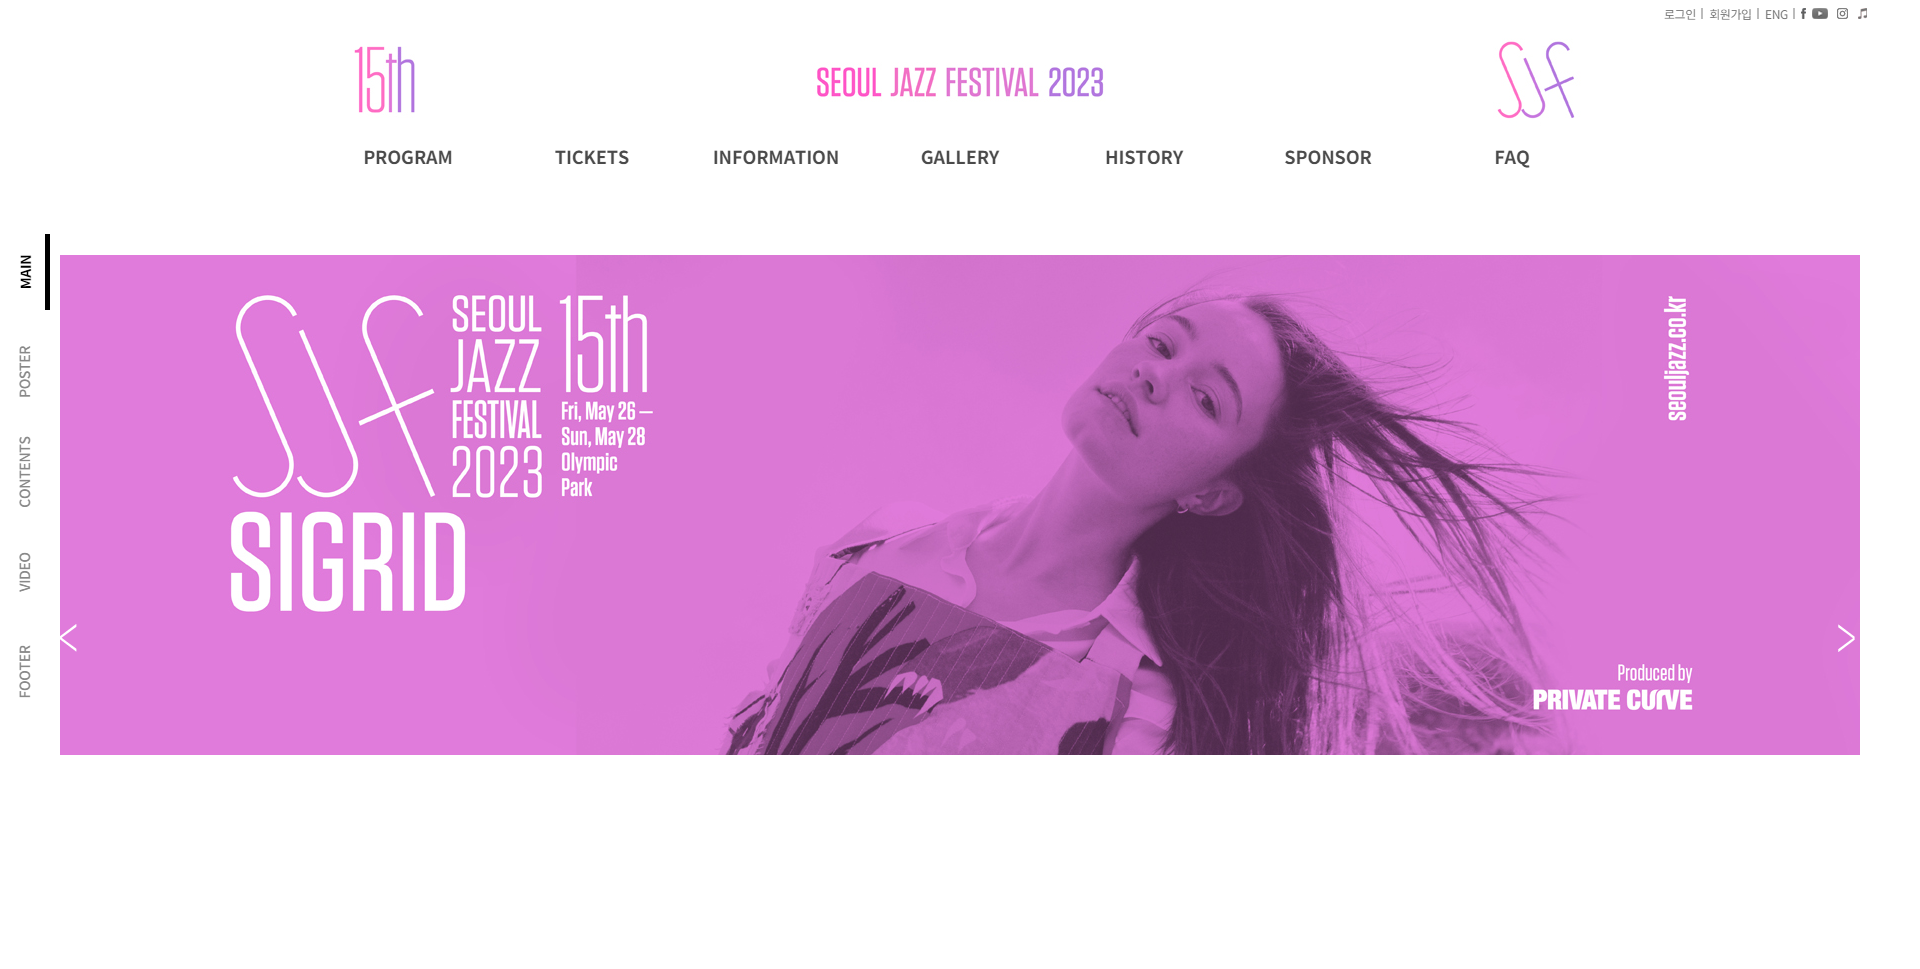 로그인 | 회원가입 | ENG |
15th
SEOUL JAZZ FESTIVAL 2023
SJF
PROGRAM
TICKETS
INFORMATION
GALLERY
HISTORY
SPONSOR
FAQ
MAIN
POSTER
CONTENTS
VIDEO
FOOTER
SJF
SEOUL
JAZZ
FESTIVAL
2023
15th
Fri, May 26 —
Sun, May 28
Olympic
Park
SIGRID
seouljazz.co.kr
Produced by
PRIVATE CURVE